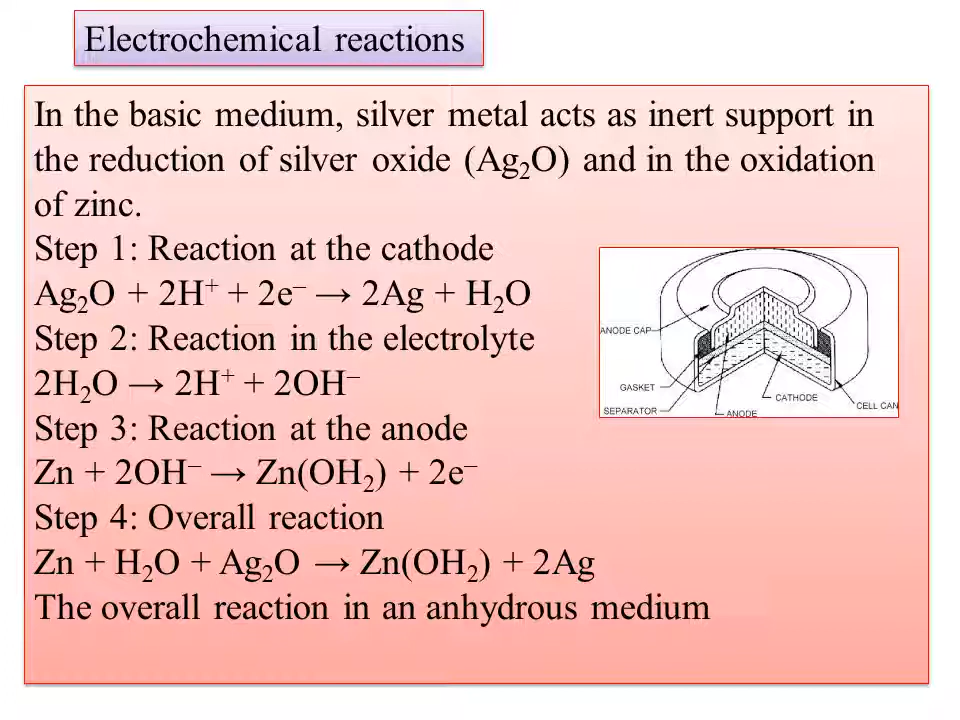 Electrochemical reactions
In the basic medium, silver metal acts as inert support in
the reduction of silver oxide (Ag₂O) and in the oxidation
of zinc.
Step 1: Reaction at the cathode
Ag₂O + 2H⁺ + 2e⁻ → 2Ag + H₂O
Step 2: Reaction in the electrolyte
2H₂O → 2H⁺ + 2OH⁻
Step 3: Reaction at the anode
Zn + 2OH⁻ → Zn(OH₂) + 2e⁻
Step 4: Overall reaction
Zn + H₂O + Ag₂O → Zn(OH₂) + 2Ag
The overall reaction in an anhydrous medium
ANODE CAP
GASKET
SEPARATOR
ANODE
CATHODE
CELL CAN